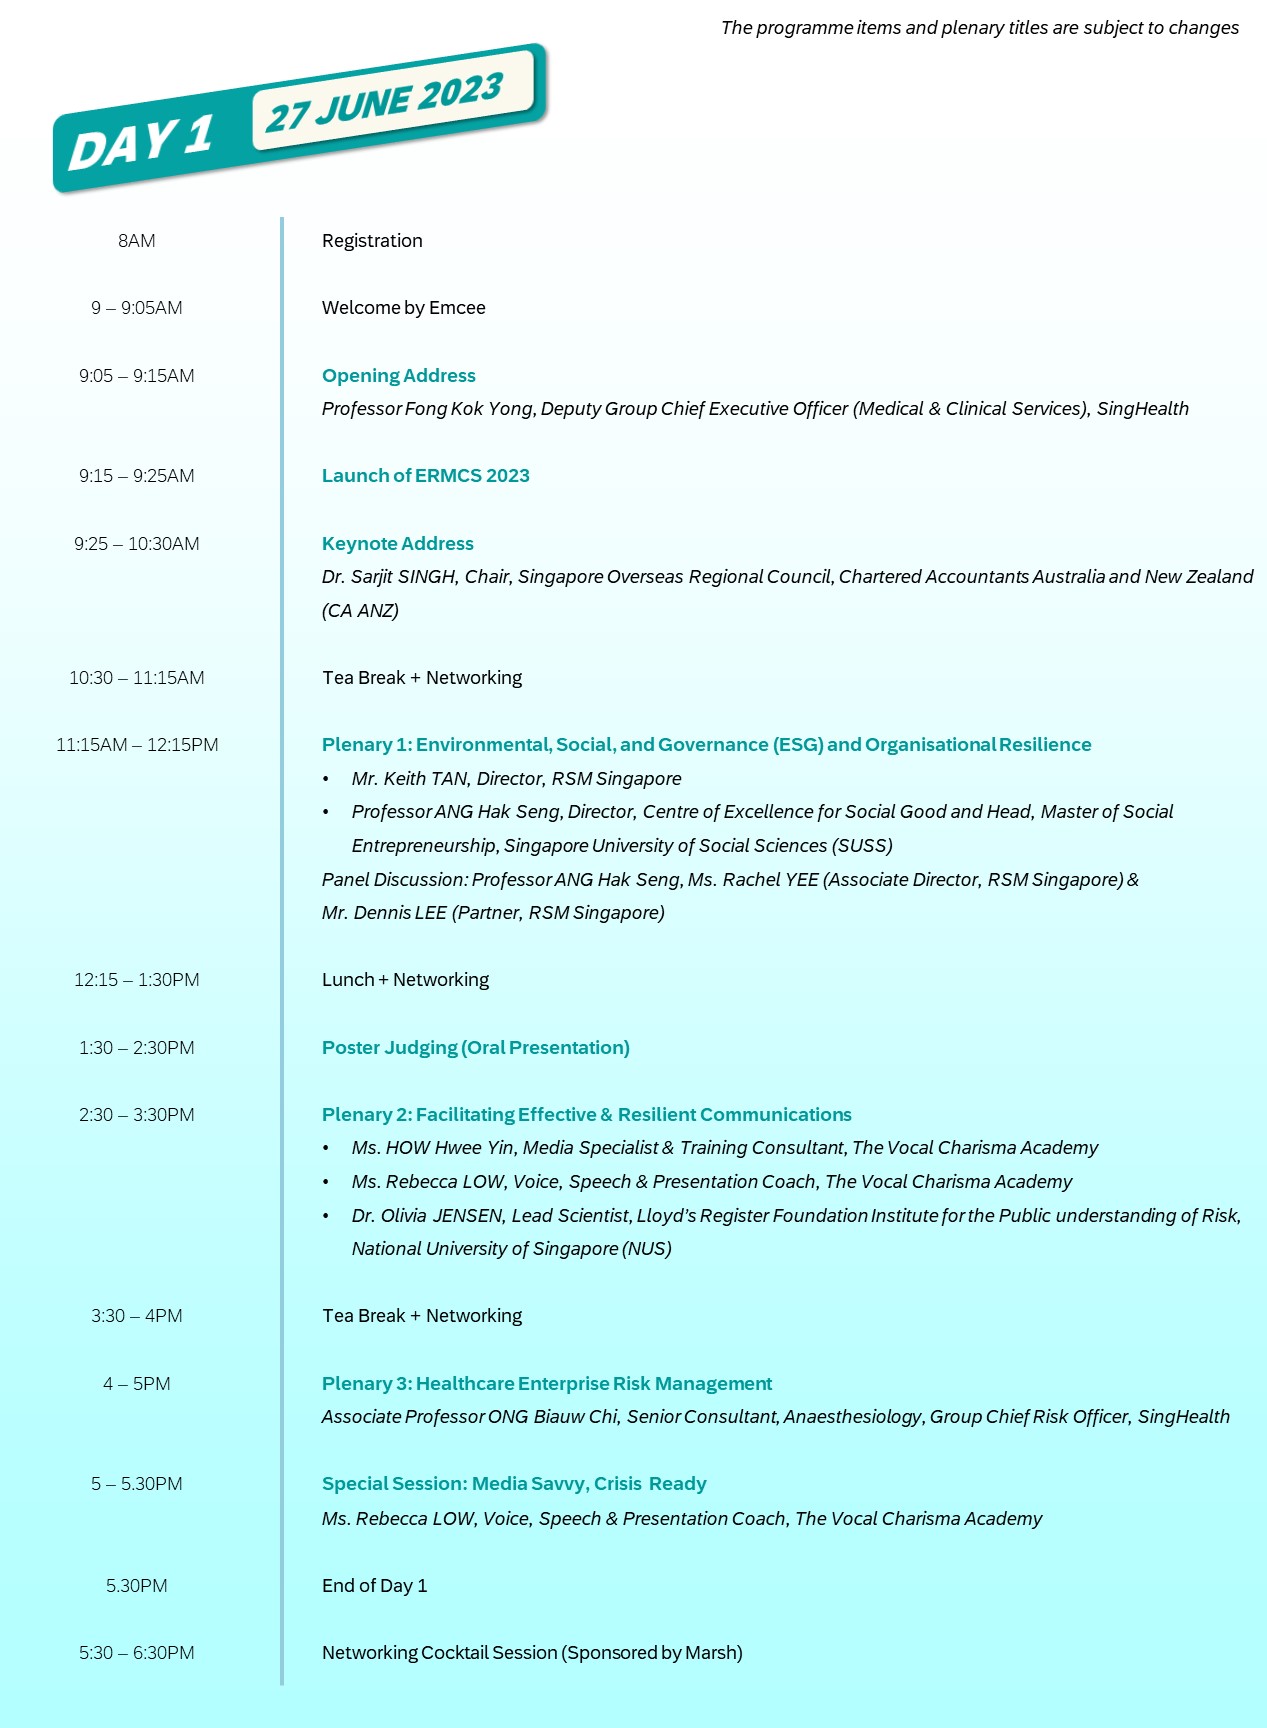 The programme items and plenary titles are subject to changes
DAY 1 27 JUNE 2023
8AM Registration
9 – 9:05AM Welcome by Emcee
9:05 – 9:15AM Opening Address
Professor Fong Kok Yong, Deputy Group Chief Executive Officer (Medical & Clinical Services), SingHealth
9:15 – 9:25AM Launch of ERMCS 2023
9:25 – 10:30AM Keynote Address
Dr. Sarjit SINGH, Chair, Singapore Overseas Regional Council, Chartered Accountants Australia and New Zealand
(CA ANZ)
10:30 – 11:15AM Tea Break + Networking
11:15AM – 12:15PM Plenary 1: Environmental, Social, and Governance (ESG) and Organisational Resilience
• Mr. Keith TAN, Director, RSM Singapore
• Professor ANG Hak Seng, Director, Centre of Excellence for Social Good and Head, Master of Social
Entrepreneurship, Singapore University of Social Sciences (SUSS)
Panel Discussion: Professor ANG Hak Seng, Ms. Rachel YEE (Associate Director, RSM Singapore) &
Mr. Dennis LEE (Partner, RSM Singapore)
12:15 – 1:30PM Lunch + Networking
1:30 – 2:30PM Poster Judging (Oral Presentation)
2:30 – 3:30PM Plenary 2: Facilitating Effective & Resilient Communications
• Ms. HOW Hwee Yin, Media Specialist & Training Consultant, The Vocal Charisma Academy
• Ms. Rebecca LOW, Voice, Speech & Presentation Coach, The Vocal Charisma Academy
• Dr. Olivia JENSEN, Lead Scientist, Lloyd's Register Foundation Institute for the Public understanding of Risk,
National University of Singapore (NUS)
3:30 – 4PM Tea Break + Networking
4 – 5PM Plenary 3: Healthcare Enterprise Risk Management
Associate Professor ONG Biauw Chi, Senior Consultant, Anaesthesiology, Group Chief Risk Officer, SingHealth
5 – 5.30PM Special Session: Media Savvy, Crisis Ready
Ms. Rebecca LOW, Voice, Speech & Presentation Coach, The Vocal Charisma Academy
5.30PM End of Day 1
5:30 – 6:30PM Networking Cocktail Session (Sponsored by Marsh)